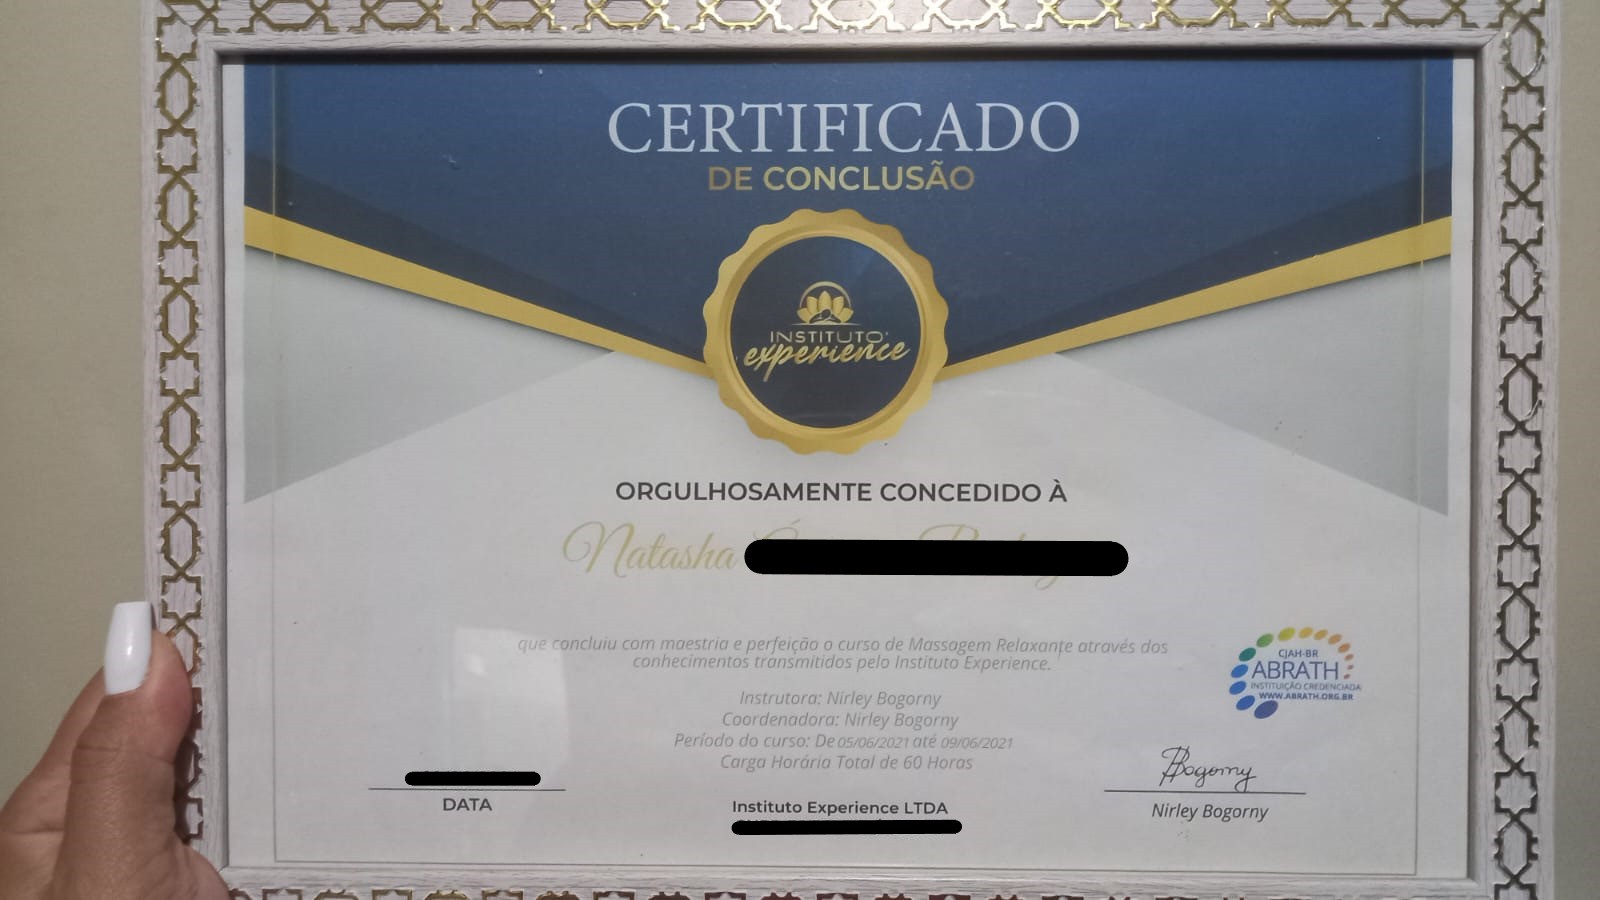 CERTIFICADO
DE CONCLUSÃO
INSTITUTO
experience
ORGULHOSAMENTE CONCEDIDO À
Natasha
que concluiu com maestria e perfeição o curso de Massagem Relaxante através dos
conhecimentos transmitidos pelo Instituto Experience.
CJAH-BR
ABRATH
INSTITUIÇÃO CREDENCIADA
WWW.ABRATH.ORG.BR
Instrutora: Nirley Bogorny
Coordenadora: Nirley Bogorny
Período do curso: De 05/06/2021 até 09/06/2021
Carga Horária Total de 60 Horas
DATA
Instituto Experience LTDA
Bogorny
Nirley Bogorny